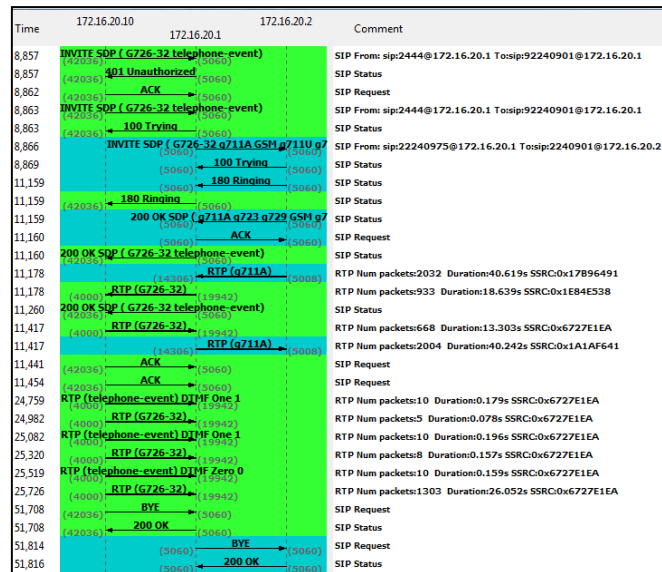 Time 172.16.20.10 172.16.20.1 172.16.20.2 Comment
8,857 INVITE SDP ( G726-32 telephone-event) (42036) (5060) SIP From: sip:2444@172.16.20.1 To:sip:92240901@172.16.20.1
8,857 401 Unauthorized (42036) (5060) SIP Status
8,862 ACK (42036) (5060) SIP Request
8,863 INVITE SDP ( G726-32 telephone-event) (42036) (5060) SIP From: sip:2444@172.16.20.1 To:sip:92240901@172.16.20.1
8,863 100 Trying (42036) (5060) SIP Status
8,866 INVITE SDP ( G726-32 g711A GSM g711U g7 (5060) (5060) SIP From: sip:22240975@172.16.20.1 To:sip:2240901@172.16.20.2
8,869 100 Trying (5060) (5060) SIP Status
11,159 180 Ringing (5060) (5060) SIP Status
11,159 180 Ringing (42036) (5060) SIP Status
11,159 200 OK SDP ( g711A g723 g729 GSM g7 (5060) (5060) SIP Status
11,160 ACK (5060) (5060) SIP Request
11,160 200 OK SDP ( G726-32 telephone-event) (42036) (5060) SIP Status
11,178 RTP (g711A) (14306) (5008) RTP Num packets:2032 Duration:40.619s SSRC:0x17B96491
11,178 RTP (G726-32) (4000) (19942) RTP Num packets:933 Duration:18.639s SSRC:0x1E84E538
11,260 200 OK SDP ( G726-32 telephone-event) (42036) (5060) SIP Status
11,417 RTP (G726-32) (4000) (19942) RTP Num packets:668 Duration:13.303s SSRC:0x6727E1EA
11,417 RTP (g711A) (14306) (5008) RTP Num packets:2004 Duration:40.242s SSRC:0x1A1AF641
11,441 ACK (42036) (5060) SIP Request
11,454 ACK (42036) (5060) SIP Request
24,759 RTP (telephone-event) DTMF One 1 (4000) (19942) RTP Num packets:10 Duration:0.179s SSRC:0x6727E1EA
24,982 RTP (G726-32) (4000) (19942) RTP Num packets:5 Duration:0.078s SSRC:0x6727E1EA
25,082 RTP (telephone-event) DTMF One 1 (4000) (19942) RTP Num packets:10 Duration:0.196s SSRC:0x6727E1EA
25,320 RTP (G726-32) (4000) (19942) RTP Num packets:8 Duration:0.157s SSRC:0x6727E1EA
25,519 RTP (telephone-event) DTMF Zero 0 (4000) (19942) RTP Num packets:10 Duration:0.159s SSRC:0x6727E1EA
25,726 RTP (G726-32) (4000) (19942) RTP Num packets:1303 Duration:26.052s SSRC:0x6727E1EA
51,708 BYE (42036) (5060) SIP Request
51,708 200 OK (42036) (5060) SIP Status
51,814 BYE (5060) (5060) SIP Request
51,816 200 OK (5060) (5060) SIP Status